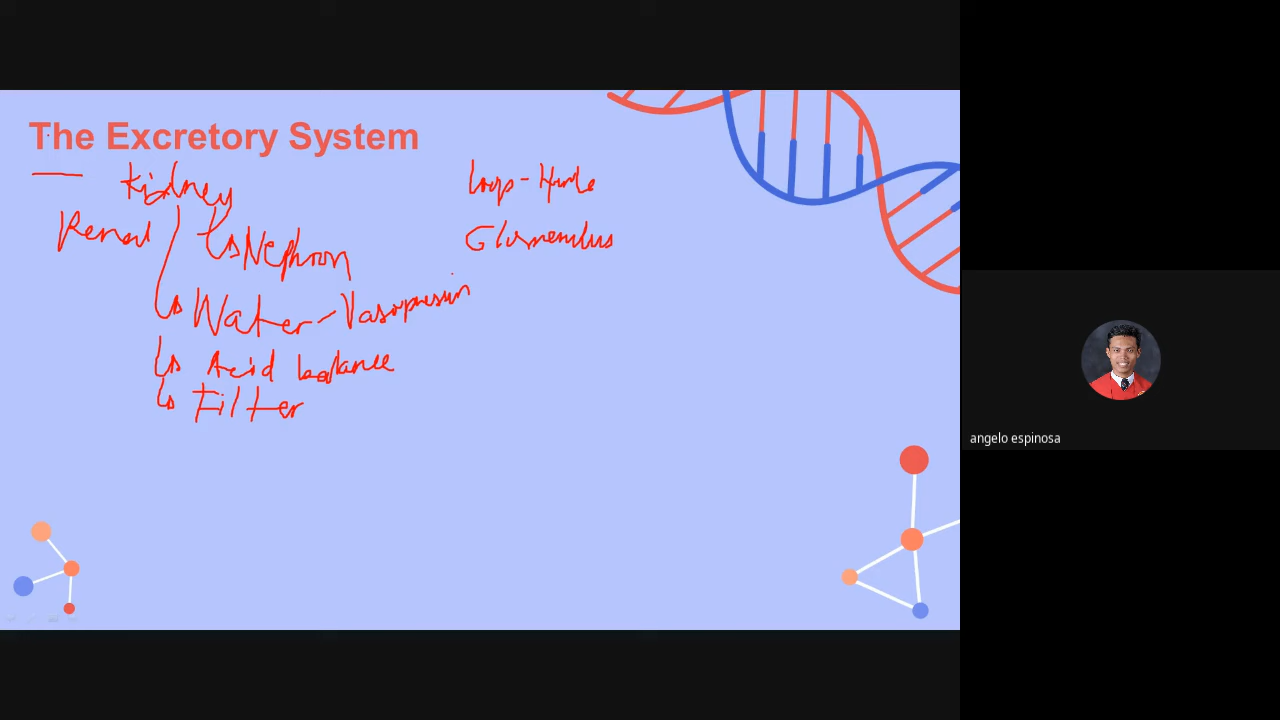 The Excretory System
Kidney
Loop-Henle
Renal
Nephron
Glomerulus
Water - Vasopressin
Acid balance
Filter
angelo espinosa